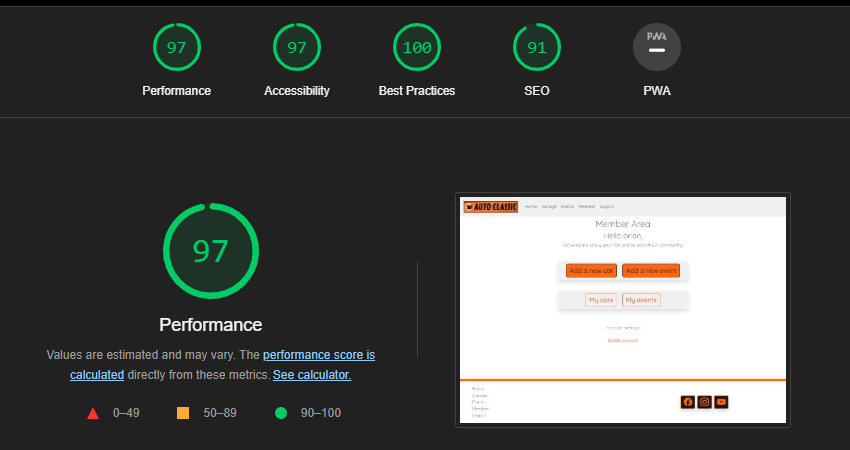 97
97
100
91
PWA
Performance
Accessibility
Best Practices
SEO
PWA
97
Performance
Values are estimated and may vary. The performance score is
calculated directly from these metrics. See calculator.
0–49
50–89
90–100
AUTO CLASSIC
Home Garage Events Member Logout
Member Area
Hello brian,
Add a new car
Add a new event
My cars
My events
Delete account
Home
Garage
Events
Member
Logout